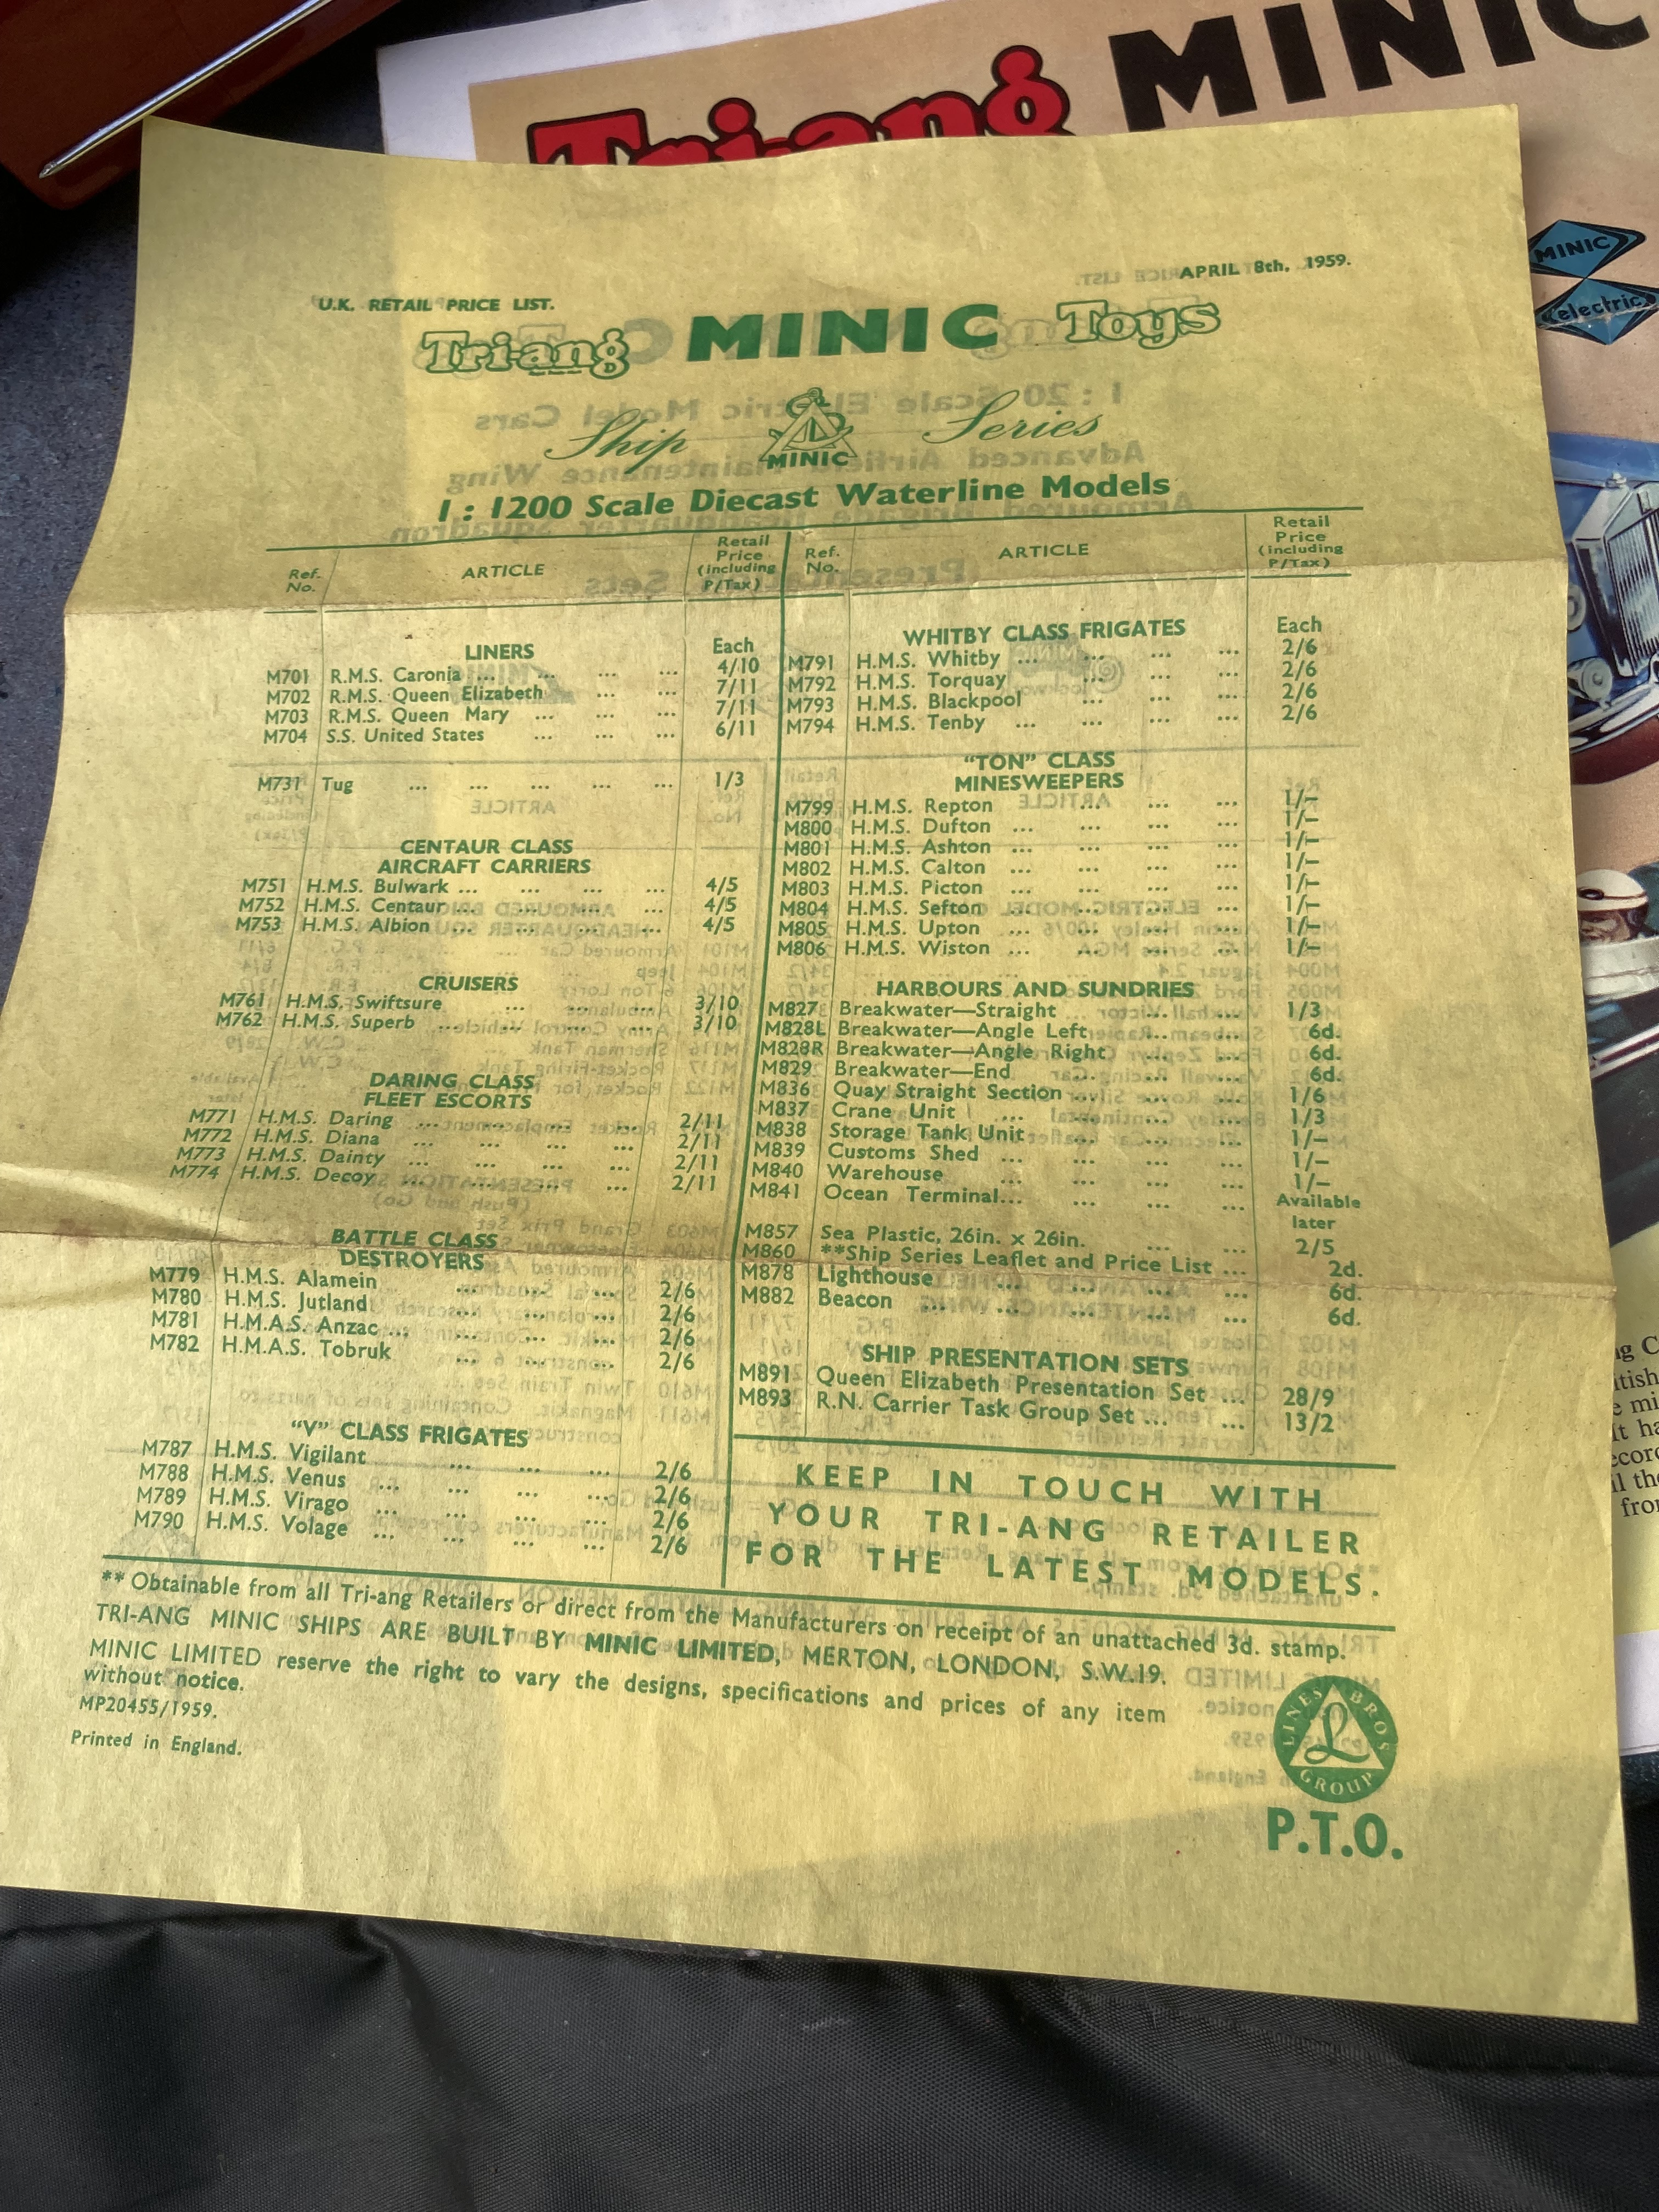 Tri-ang MINIC
MINIC
electric
APRIL 8th, 1959.
U.K. RETAIL PRICE LIST.
Tri-ang MINIC Toys
Ship MINIC Series
1 : 1200 Scale Diecast Waterline Models
Ref. No. ARTICLE Retail Price (including P/Tax)
LINERS Each
M701 R.M.S. Caronia ... ... ... ... 4/10
M702 R.M.S. Queen Elizabeth ... ... 7/11
M703 R.M.S. Queen Mary ... ... ... 7/11
M704 S.S. United States ... ... ... 6/11
M731 Tug ... ... ... ... ... 1/3
CENTAUR CLASS
AIRCRAFT CARRIERS
M751 H.M.S. Bulwark ... ... ... ... 4/5
M752 H.M.S. Centaur ... ... ... ... 4/5
M753 H.M.S. Albion ... ... ... ... 4/5
CRUISERS
M761 H.M.S. Swiftsure ... ... ... 3/10
M762 H.M.S. Superb ... ... ... ... 3/10
DARING CLASS
FLEET ESCORTS
M771 H.M.S. Daring ... ... ... ... 2/11
M772 H.M.S. Diana ... ... ... ... 2/11
M773 H.M.S. Dainty ... ... ... ... 2/11
M774 H.M.S. Decoy ... ... ... ... 2/11
BATTLE CLASS
DESTROYERS
M779 H.M.S. Alamein ... ... ... 2/6
M780 H.M.S. Jutland ... ... ... 2/6
M781 H.M.A.S. Anzac ... ... ... ... 2/6
M782 H.M.A.S. Tobruk ... ... ... 2/6
"V" CLASS FRIGATES
M787 H.M.S. Vigilant ... ... ... 2/6
M788 H.M.S. Venus ... ... ... ... 2/6
M789 H.M.S. Virago ... ... ... ... 2/6
M790 H.M.S. Volage ... ... ... ... 2/6
Ref. No. ARTICLE Retail Price (including P/Tax)
WHITBY CLASS FRIGATES Each
M791 H.M.S. Whitby ... ... ... ... 2/6
M792 H.M.S. Torquay ... ... ... 2/6
M793 H.M.S. Blackpool ... ... ... 2/6
M794 H.M.S. Tenby ... ... ... ... 2/6
"TON" CLASS
MINESWEEPERS
M799 H.M.S. Repton ... ... ... 1/-
M800 H.M.S. Dufton ... ... ... ... 1/-
M801 H.M.S. Ashton ... ... ... ... 1/-
M802 H.M.S. Calton ... ... ... ... 1/-
M803 H.M.S. Picton ... ... ... ... 1/-
M804 H.M.S. Sefton ... ... ... ... 1/-
M805 H.M.S. Upton ... ... ... ... 1/-
M806 H.M.S. Wiston ... ... ... ... 1/-
HARBOURS AND SUNDRIES
M827 Breakwater—Straight ... ... ... 1/3
M828L Breakwater—Angle Left ... ... 6d.
M828R Breakwater—Angle Right ... ... 6d.
M829 Breakwater—End ... ... ... 6d.
M836 Quay Straight Section ... ... ... 1/6
M837 Crane Unit ... ... ... ... 1/3
M838 Storage Tank Unit ... ... ... 1/-
M839 Customs Shed ... ... ... ... 1/-
M840 Warehouse ... ... ... 1/-
M841 Ocean Terminal... ... ... ... Available later
M857 Sea Plastic, 26in. x 26in. ... ... 2/5
M860 **Ship Series Leaflet and Price List ... 2d.
M878 Lighthouse ... ... ... 6d.
M882 Beacon ... ... ... ... 6d.
SHIP PRESENTATION SETS
M891 Queen Elizabeth Presentation Set ... 28/9
M893 R.N. Carrier Task Group Set ... ... 13/2
KEEP IN TOUCH WITH
YOUR TRI-ANG RETAILER
FOR THE LATEST MODELS.
** Obtainable from all Tri-ang Retailers or direct from the Manufacturers on receipt of an unattached 3d. stamp.
TRI-ANG MINIC SHIPS ARE BUILT BY MINIC LIMITED, MERTON, LONDON, S.W.19.
MINIC LIMITED reserve the right to vary the designs, specifications and prices of any item
without notice.
MP20455/1959.
Printed in England.
LINES BROS
L
GROUP
P.T.O.